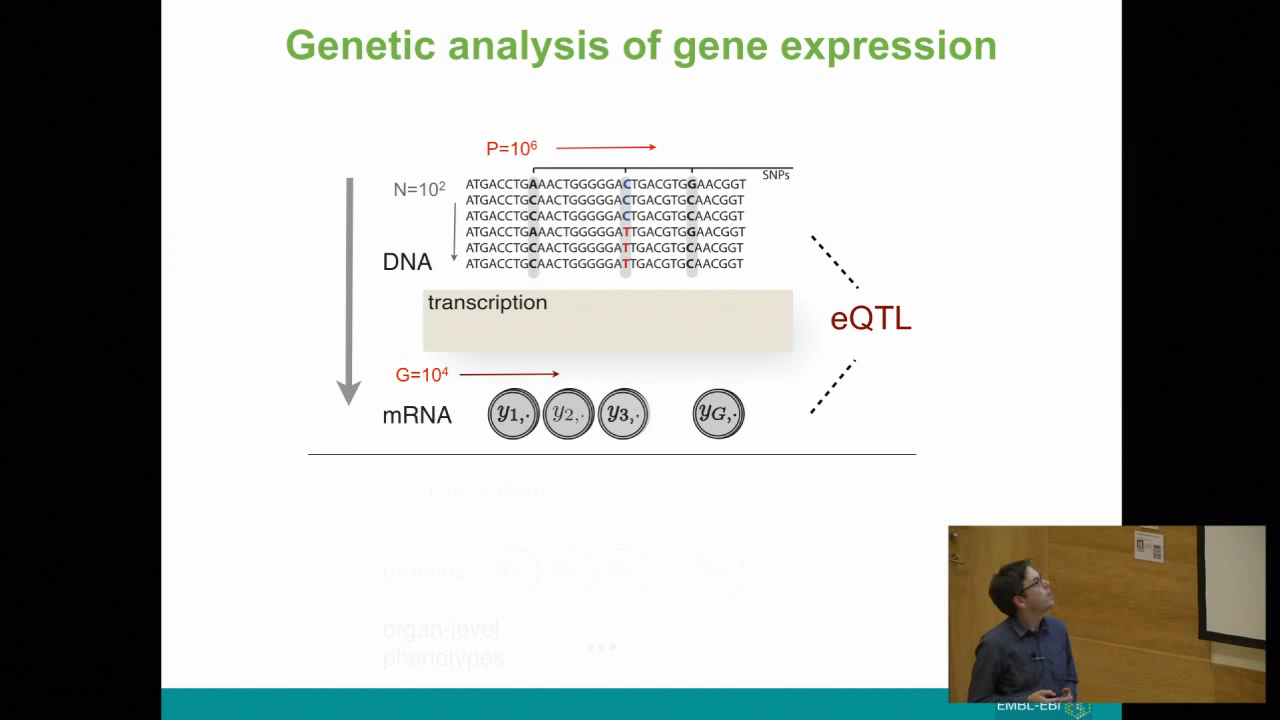 Genetic analysis of gene expression
P=10⁶
SNPs
N=10²
ATGACCTGAAACTGGGGGACTGACGTGGAACGGT
ATGACCTGCAACTGGGGGACTGACGTGCAACGGT
ATGACCTGCAACTGGGGGACTGACGTGCAACGGT
ATGACCTGAAACTGGGGGATTGACGTGGAACGGT
ATGACCTGCAACTGGGGGATTGACGTGCAACGGT
ATGACCTGCAACTGGGGGATTGACGTGCAACGGT
DNA
transcription
eQTL
G=10⁴
mRNA
y1,· y2,· y3,· yG,·
organ-level
phenotypes
...
EMBL-EBI